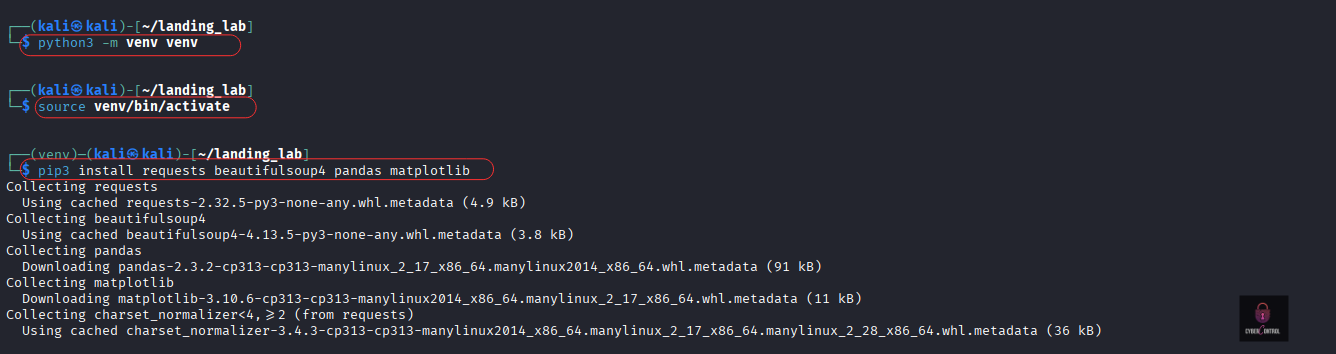 ┌──(kali㉿kali)-[~/landing_lab]
└─$ python3 -m venv venv
┌──(kali㉿kali)-[~/landing_lab]
└─$ source venv/bin/activate
┌──(venv)─(kali㉿kali)-[~/landing_lab]
└─$ pip3 install requests beautifulsoup4 pandas matplotlib
Collecting requests
  Using cached requests-2.32.5-py3-none-any.whl.metadata (4.9 kB)
Collecting beautifulsoup4
  Using cached beautifulsoup4-4.13.5-py3-none-any.whl.metadata (3.8 kB)
Collecting pandas
  Downloading pandas-2.3.2-cp313-cp313-manylinux_2_17_x86_64.manylinux2014_x86_64.whl.metadata (91 kB)
Collecting matplotlib
  Downloading matplotlib-3.10.6-cp313-cp313-manylinux2014_x86_64.manylinux_2_17_x86_64.whl.metadata (11 kB)
Collecting charset_normalizer<4,>=2 (from requests)
  Using cached charset_normalizer-3.4.3-cp313-cp313-manylinux2014_x86_64.manylinux_2_17_x86_64.manylinux_2_28_x86_64.whl.metadata (36 kB)
CYBER CONTROL